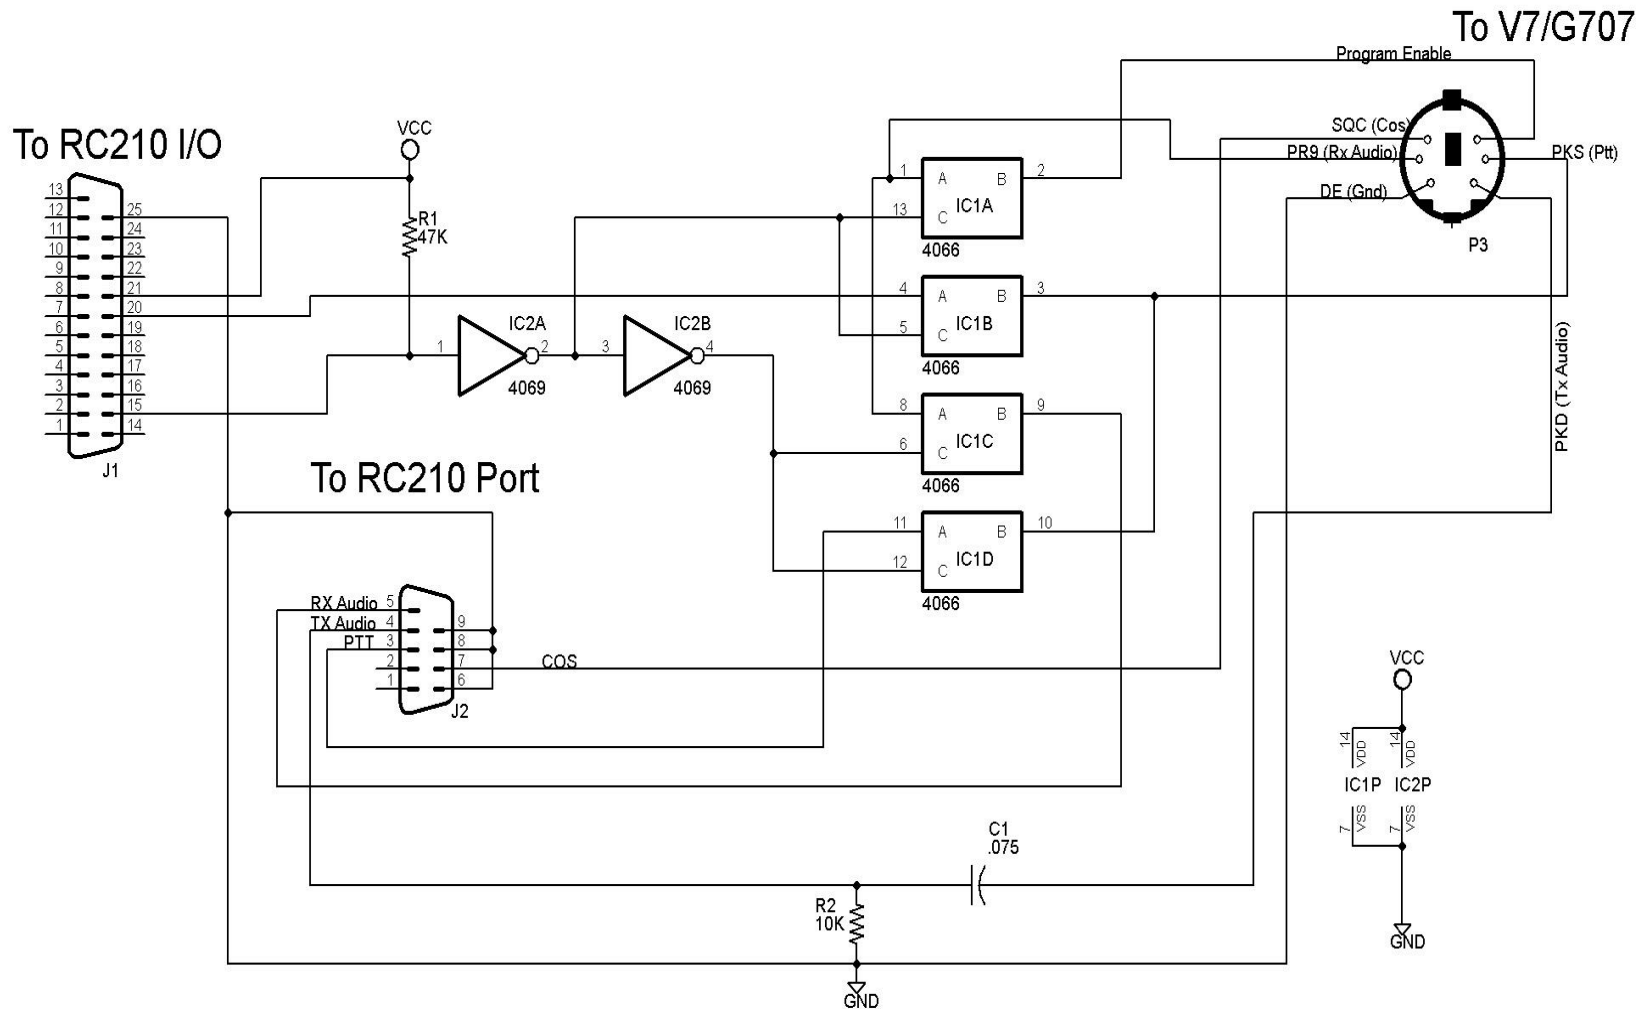 To V7/G707
Program Enable
To RC210 I/O
VCC
SQC (Cos)
PR9 (Rx Audio)
PKS (Ptt)
DE (Gnd)
P3
13
12
11
10
9
8
7
6
5
4
3
2
1
25
24
23
22
21
20
19
18
17
16
15
14
J1
R1
47K
1
IC2A
2
4069
3
IC2B
4
4069
1
A
B
2
13
C
IC1A
4066
4
A
B
3
5
C
IC1B
4066
8
A
B
9
6
C
IC1C
4066
11
A
B
10
12
C
IC1D
4066
PKD (Tx Audio)
To RC210 Port
RX Audio
5
TX Audio
4
PTT
3
2
1
9
8
7
6
COS
J2
VCC
14
VDD
14
VDD
IC1P
IC2P
7
VSS
7
VSS
GND
C1
.075
R2
10K
GND